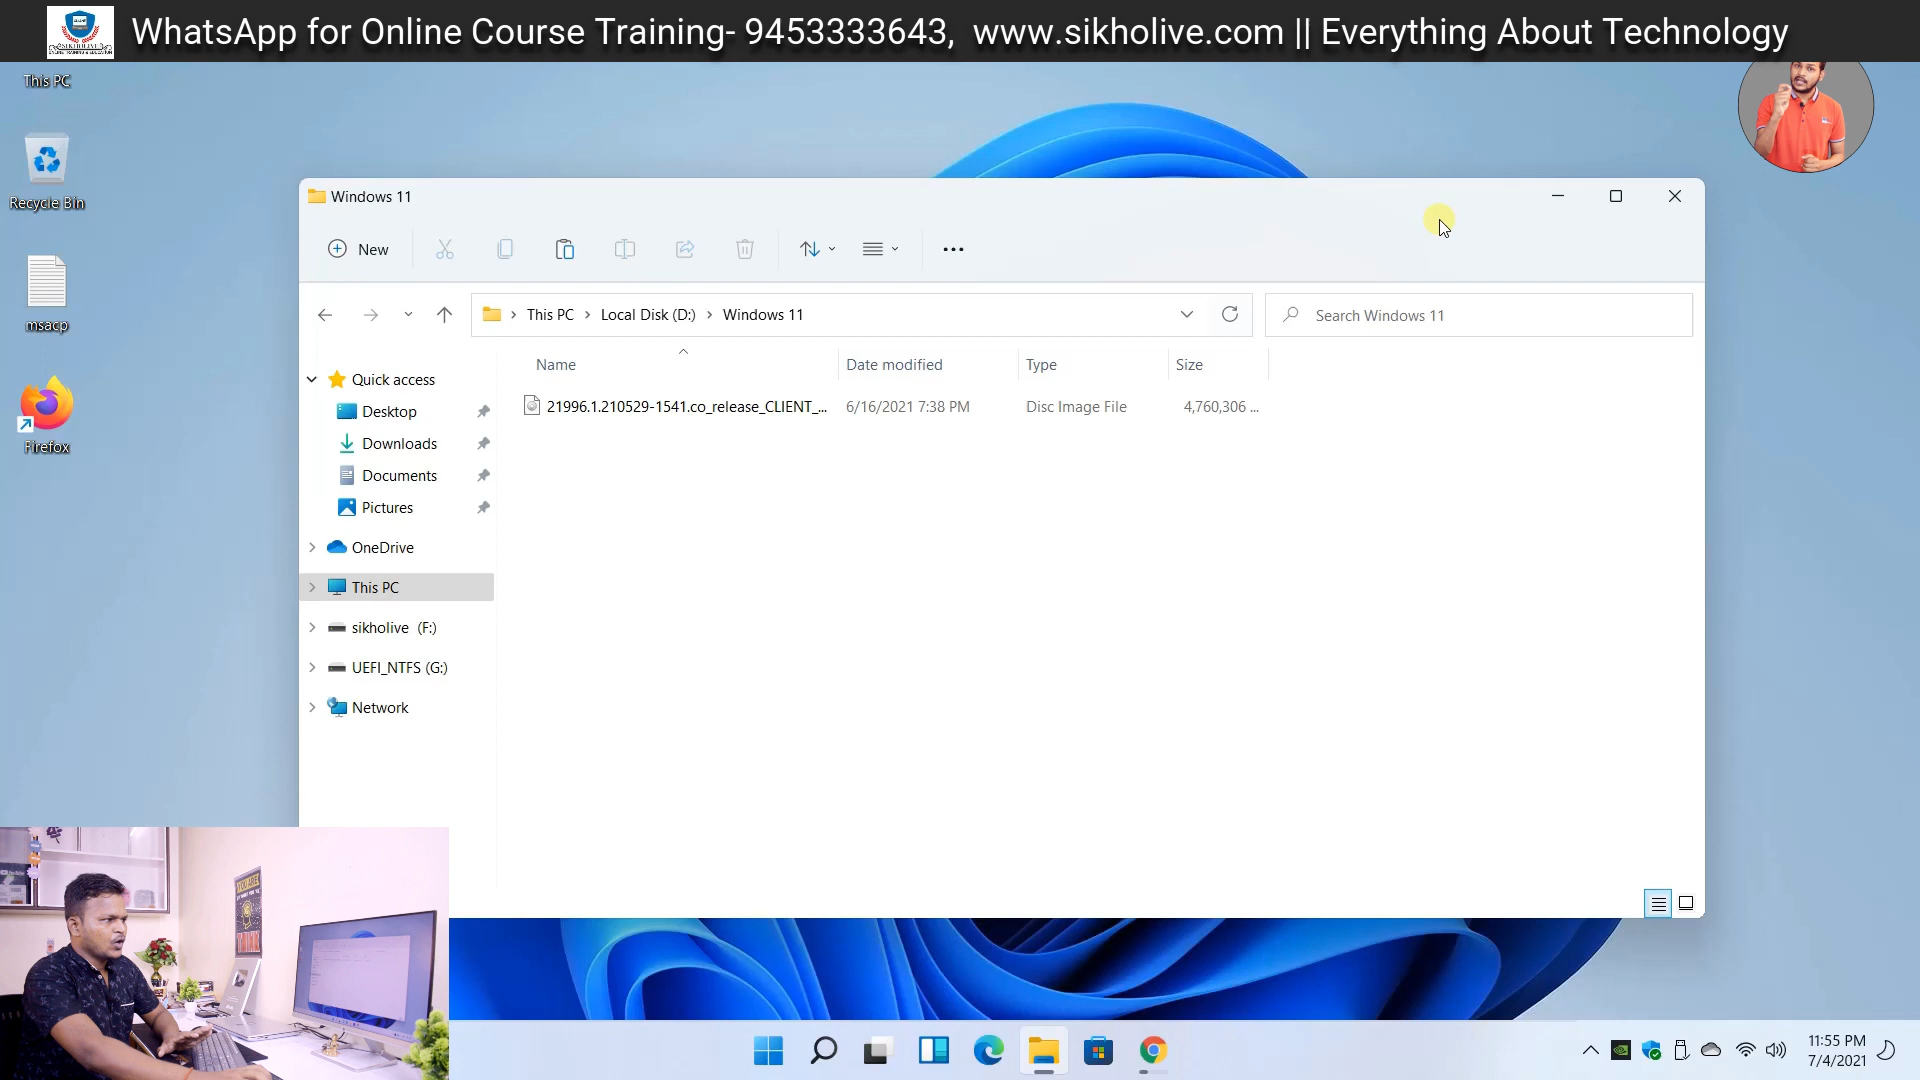 WhatsApp for Online Course Training- 9453333643, www.sikholive.com || Everything About Technology
SIKHOLIVE
This PC
Recycle Bin
msacp
Firefox
Windows 11
New
This PC > Local Disk (D:) > Windows 11
Search Windows 11
Name Date modified Type Size
21996.1.210529-1541.co_release_CLIENT_... 6/16/2021 7:38 PM Disc Image File 4,760,306 ...
Quick access
Desktop
Downloads
Documents
Pictures
OneDrive
This PC
sikholive (F:)
UEFI_NTFS (G:)
Network
11:55 PM
7/4/2021